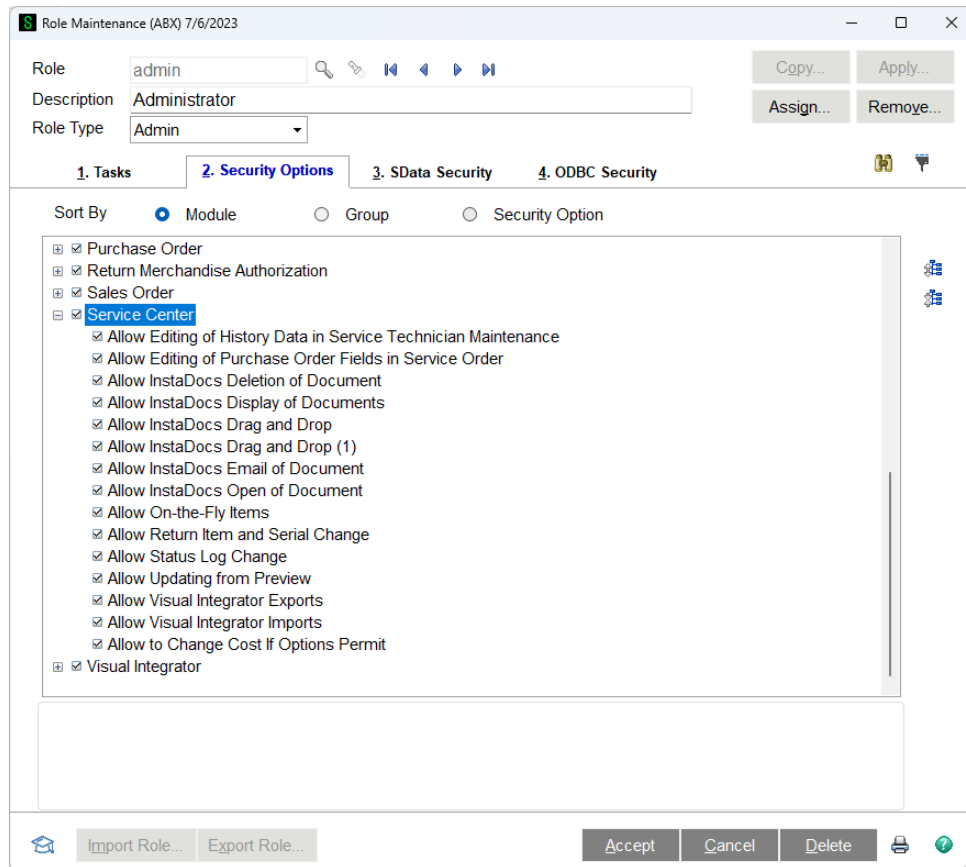 S Role Maintenance (ABX) 7/6/2023
Role admin Copy... Apply...
Description Administrator Assign... Remove...
Role Type Admin
1. Tasks 2. Security Options 3. SData Security 4. ODBC Security
Sort By Module Group Security Option
Purchase Order
Return Merchandise Authorization
Sales Order
Service Center
Allow Editing of History Data in Service Technician Maintenance
Allow Editing of Purchase Order Fields in Service Order
Allow InstaDocs Deletion of Document
Allow InstaDocs Display of Documents
Allow InstaDocs Drag and Drop
Allow InstaDocs Drag and Drop (1)
Allow InstaDocs Email of Document
Allow InstaDocs Open of Document
Allow On-the-Fly Items
Allow Return Item and Serial Change
Allow Status Log Change
Allow Updating from Preview
Allow Visual Integrator Exports
Allow Visual Integrator Imports
Allow to Change Cost If Options Permit
Visual Integrator
Import Role... Export Role... Accept Cancel Delete ?